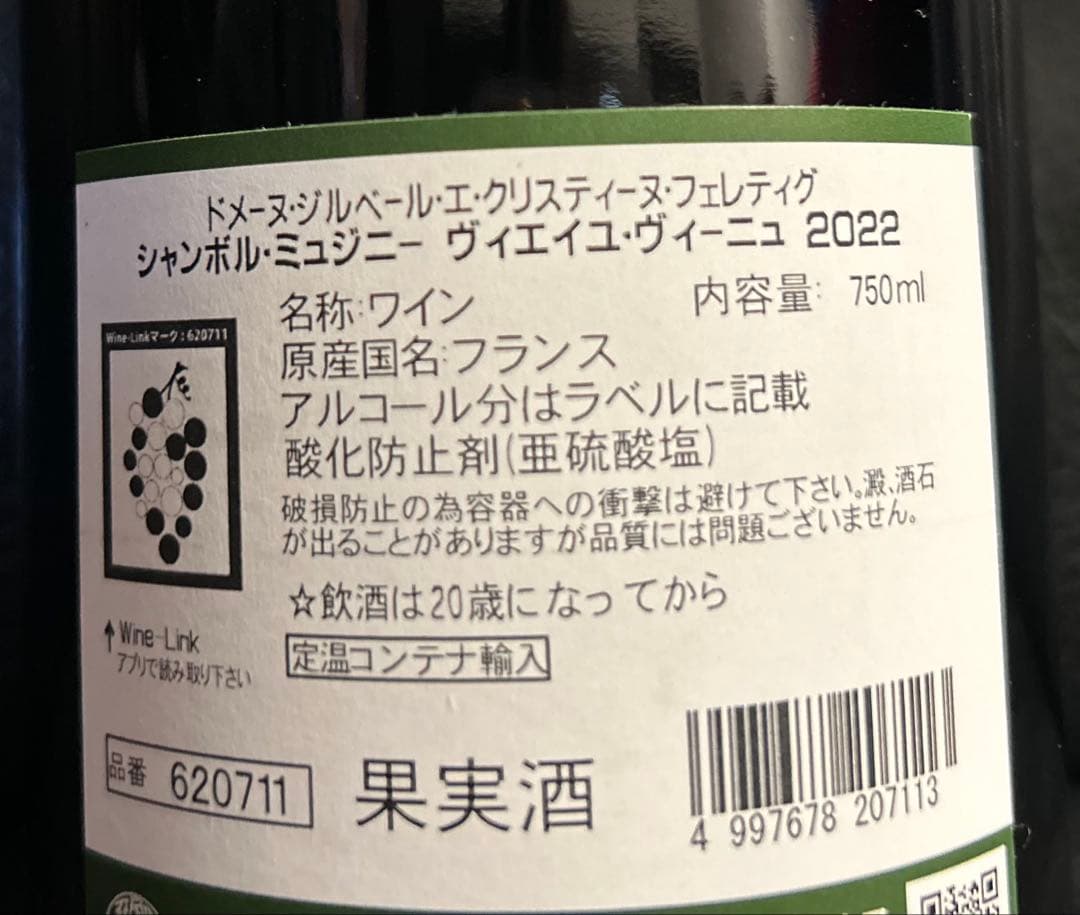 ドメーヌ・ジルベール・エ・クリスティーヌ・フェレティグ
シャンボル・ミュジニー ヴィエイユ・ヴィーニュ 2022
名称:ワイン 内容量: 750ml
Wine-Linkマーク:620711
原産国名:フランス
アルコール分はラベルに記載
酸化防止剤(亜硫酸塩)
破損防止の為容器への衝撃は避けて下さい。澱、酒石
が出ることがありますが品質には問題ございません。
☆飲酒は20歳になってから
↑Wine-Link
アプリで読み取り下さい
定温コンテナ輸入
品番 620711
果実酒
4 997678 207113